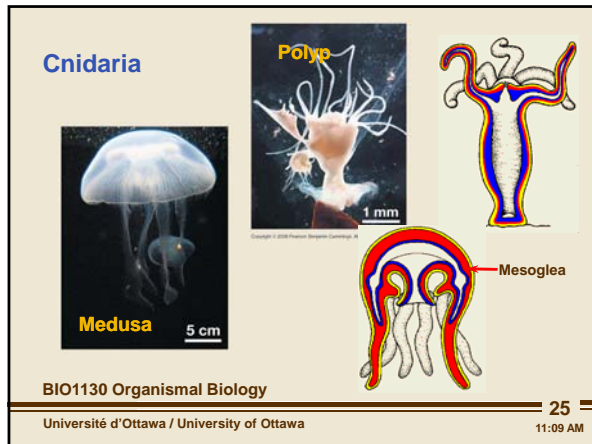 Cnidaria
Polyp
1 mm
Mesoglea
Medusa
5 cm
BIO1130 Organismal Biology
Université d'Ottawa / University of Ottawa
25
11:09 AM